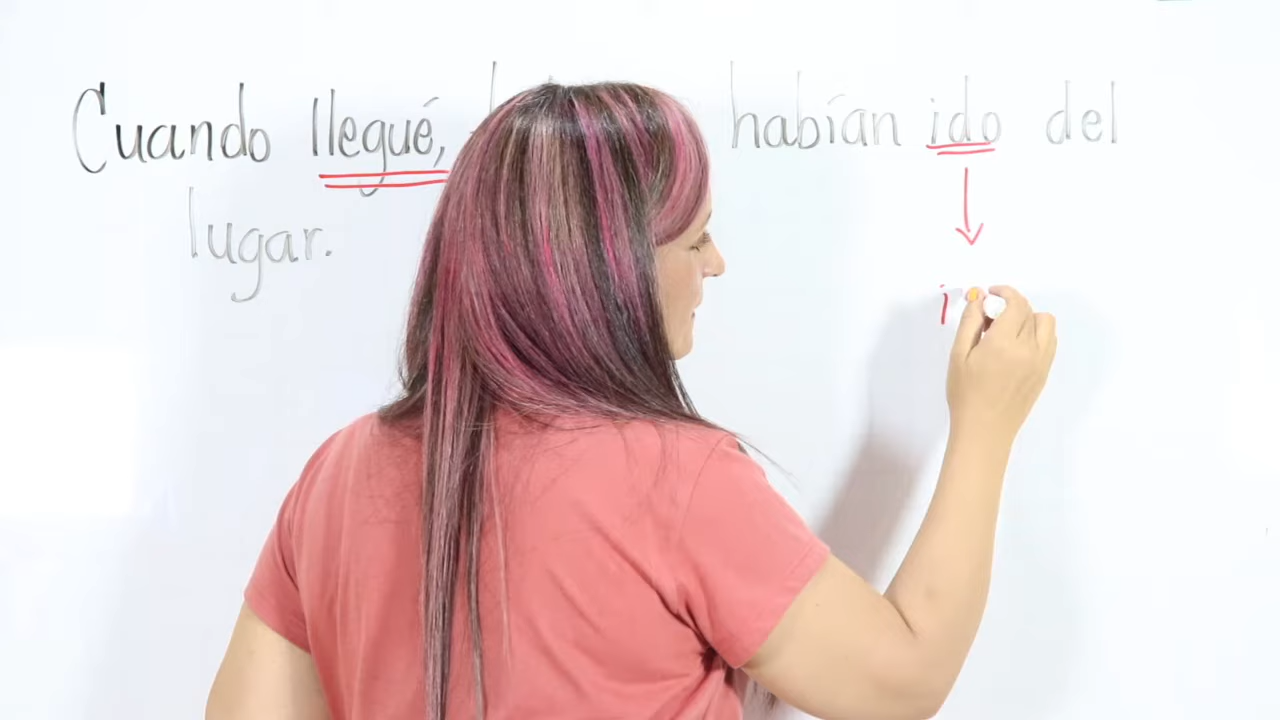 Cuando llegué, habían ido del
lugar.
i